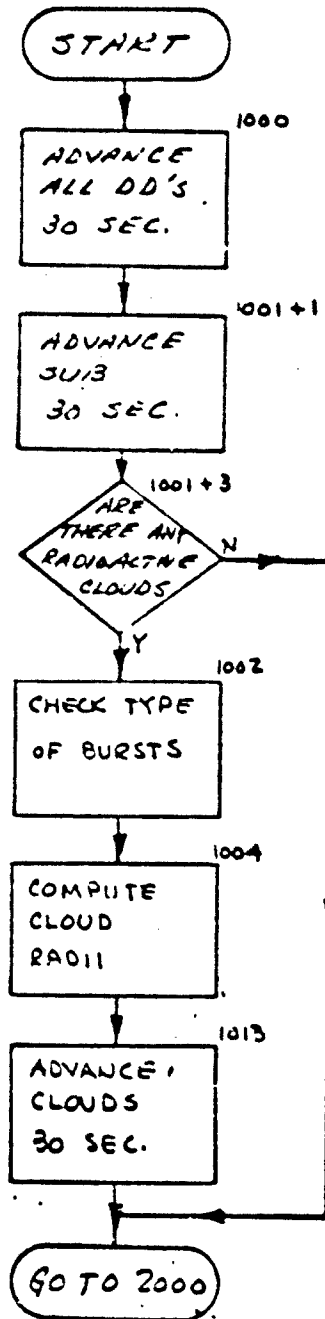 START
1000
ADVANCE
ALL DD'S
30 SEC.
1001+1
ADVANCE
SUB
30 SEC.
1001+3
ARE
THERE ANY
RADIOACTIVE
CLOUDS
N
Y
1002
CHECK TYPE
OF BURSTS
1004
COMPUTE
CLOUD
RADII
1013
ADVANCE
CLOUDS
30 SEC.
GO TO 2000